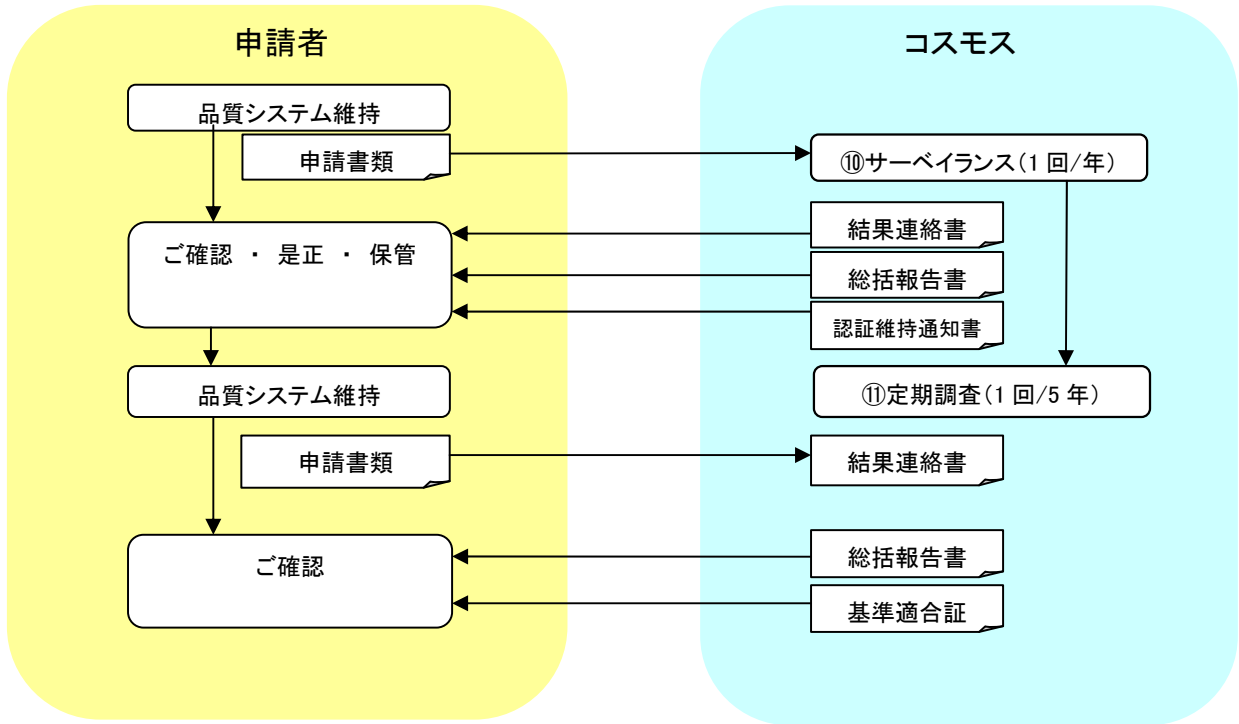 申請者
コスモス
品質システム維持
申請書類
⑩サーベイランス(1回/年)
結果連絡書
ご確認 ・ 是正 ・ 保管
総括報告書
認証維持通知書
品質システム維持
⑪定期調査(1回/5年)
申請書類
結果連絡書
ご確認
総括報告書
基準適合証